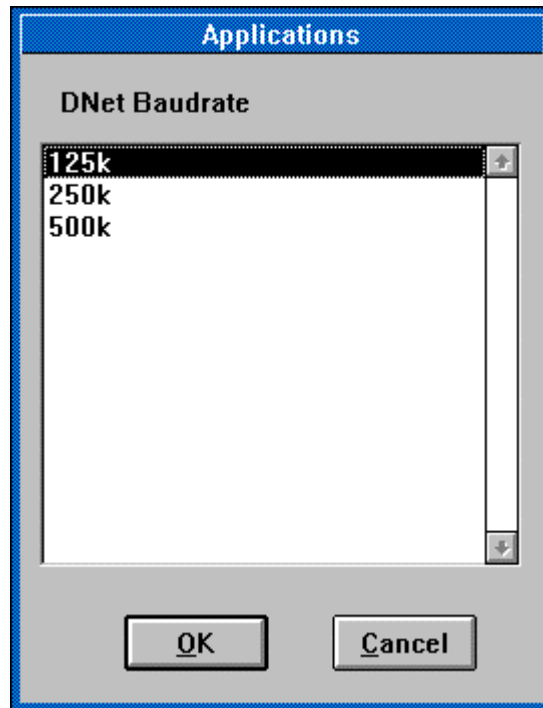 Applications
DNet Baudrate
125k
250k
500k
OK
Cancel